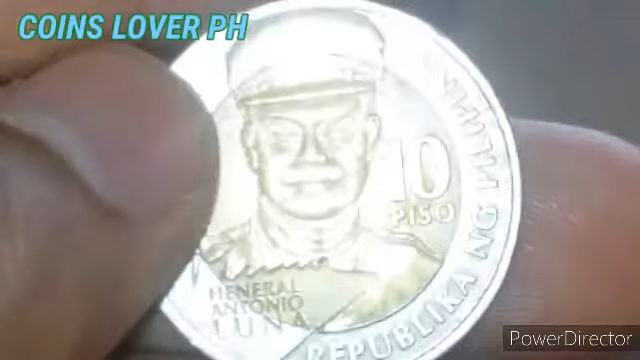 COINS LOVER PH
10
PISO
HENERAL
ANTONIO
LUNA
REPUBLIKA NG PILIPINAS
PowerDirector